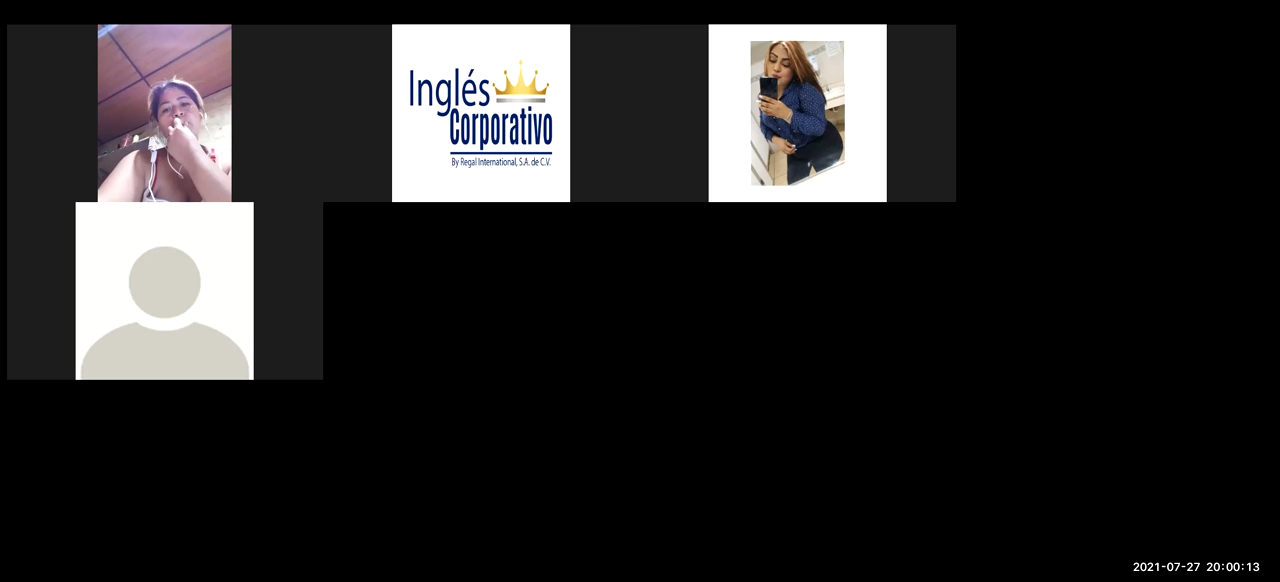 Inglés
Corporativo
By Regal International, S.A. de C.V.
2021-07-27 20:00:13